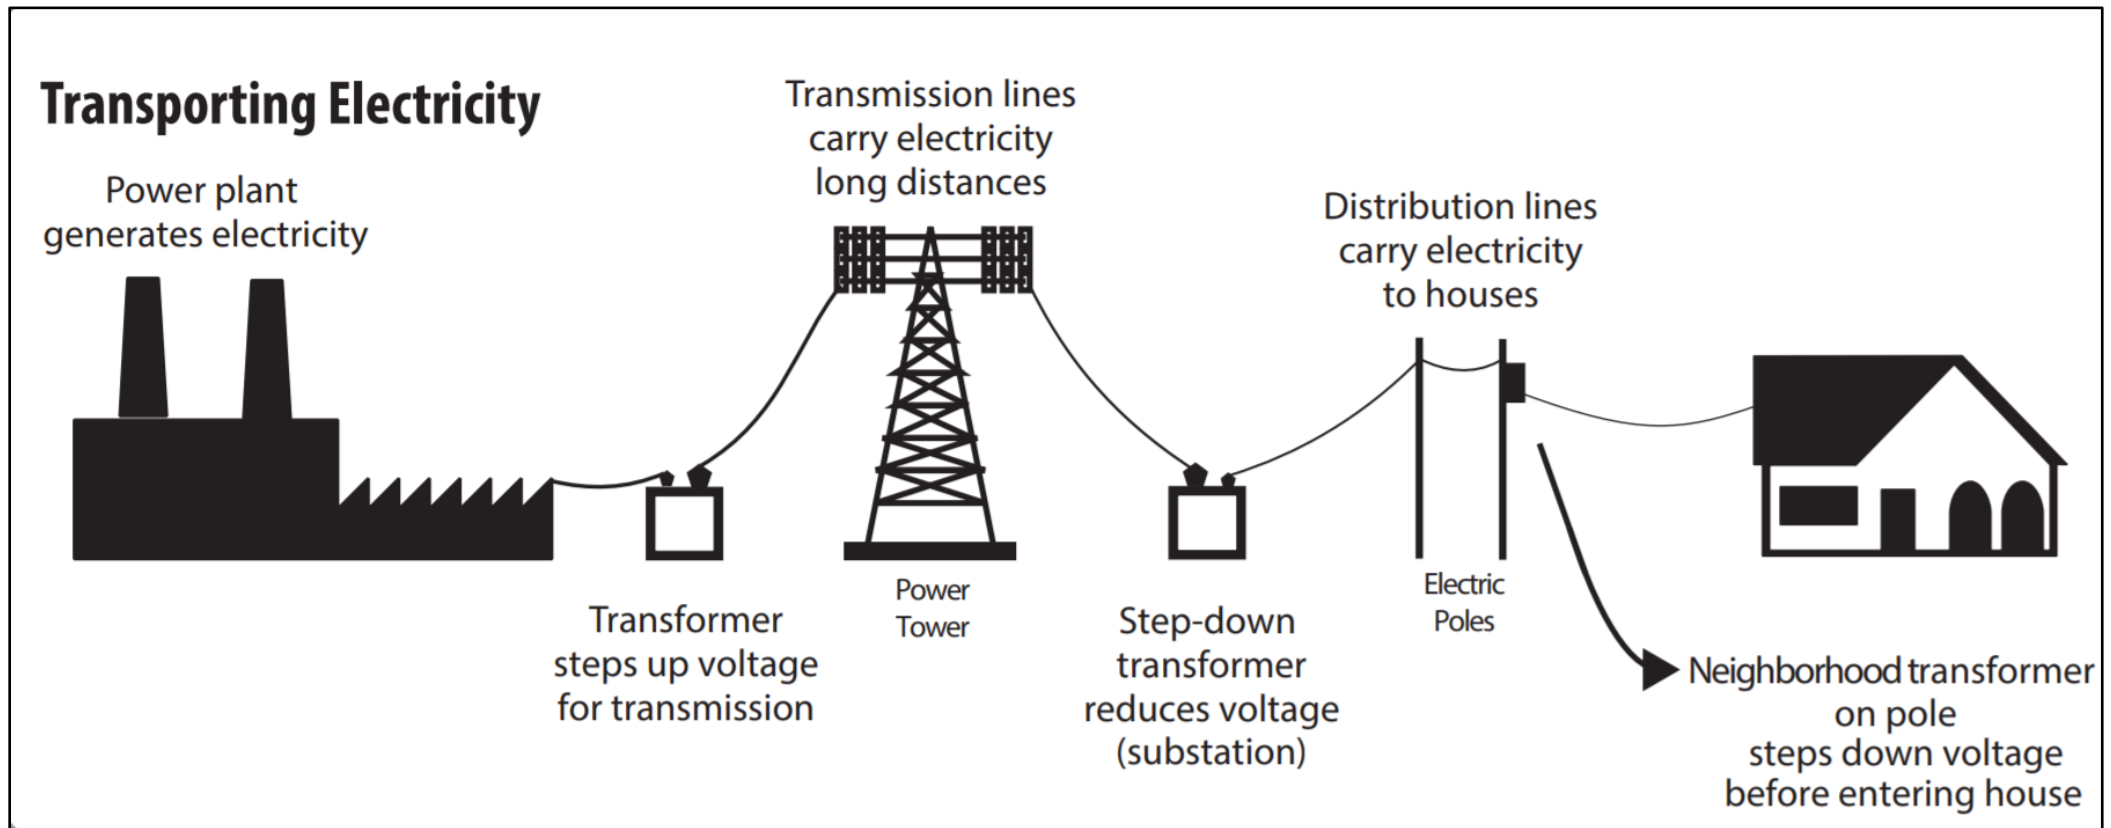 Transporting Electricity
Power plant
generates electricity
Transformer
steps up voltage
for transmission
Transmission lines
carry electricity
long distances
Power
Tower
Step-down
transformer
reduces voltage
(substation)
Distribution lines
carry electricity
to houses
Electric
Poles
Neighborhood transformer
on pole
steps down voltage
before entering house